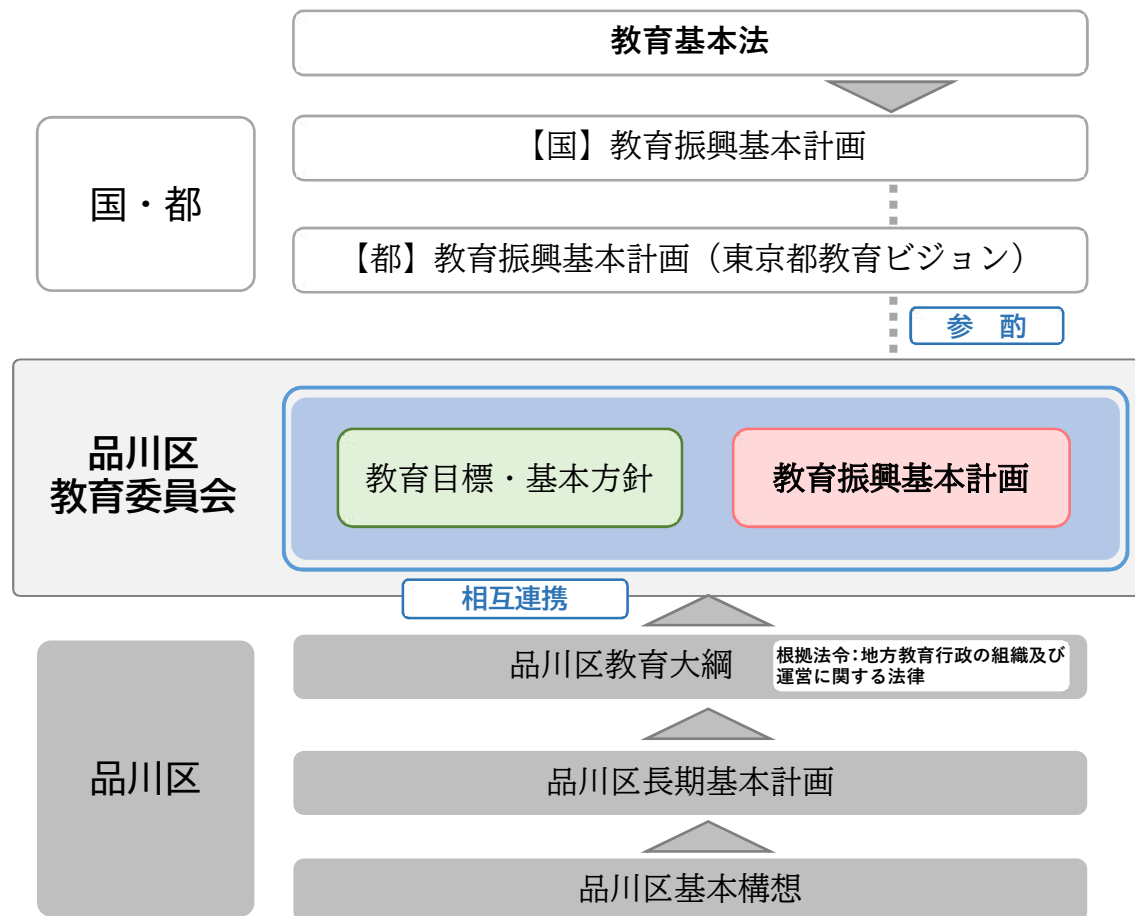 教育基本法
国・都
【国】教育振興基本計画
【都】教育振興基本計画（東京都教育ビジョン）
参　酌
品川区
教育委員会
教育目標・基本方針
教育振興基本計画
相互連携
品川区
品川区教育大綱
根拠法令：地方教育行政の組織及び
運営に関する法律
品川区長期基本計画
品川区基本構想